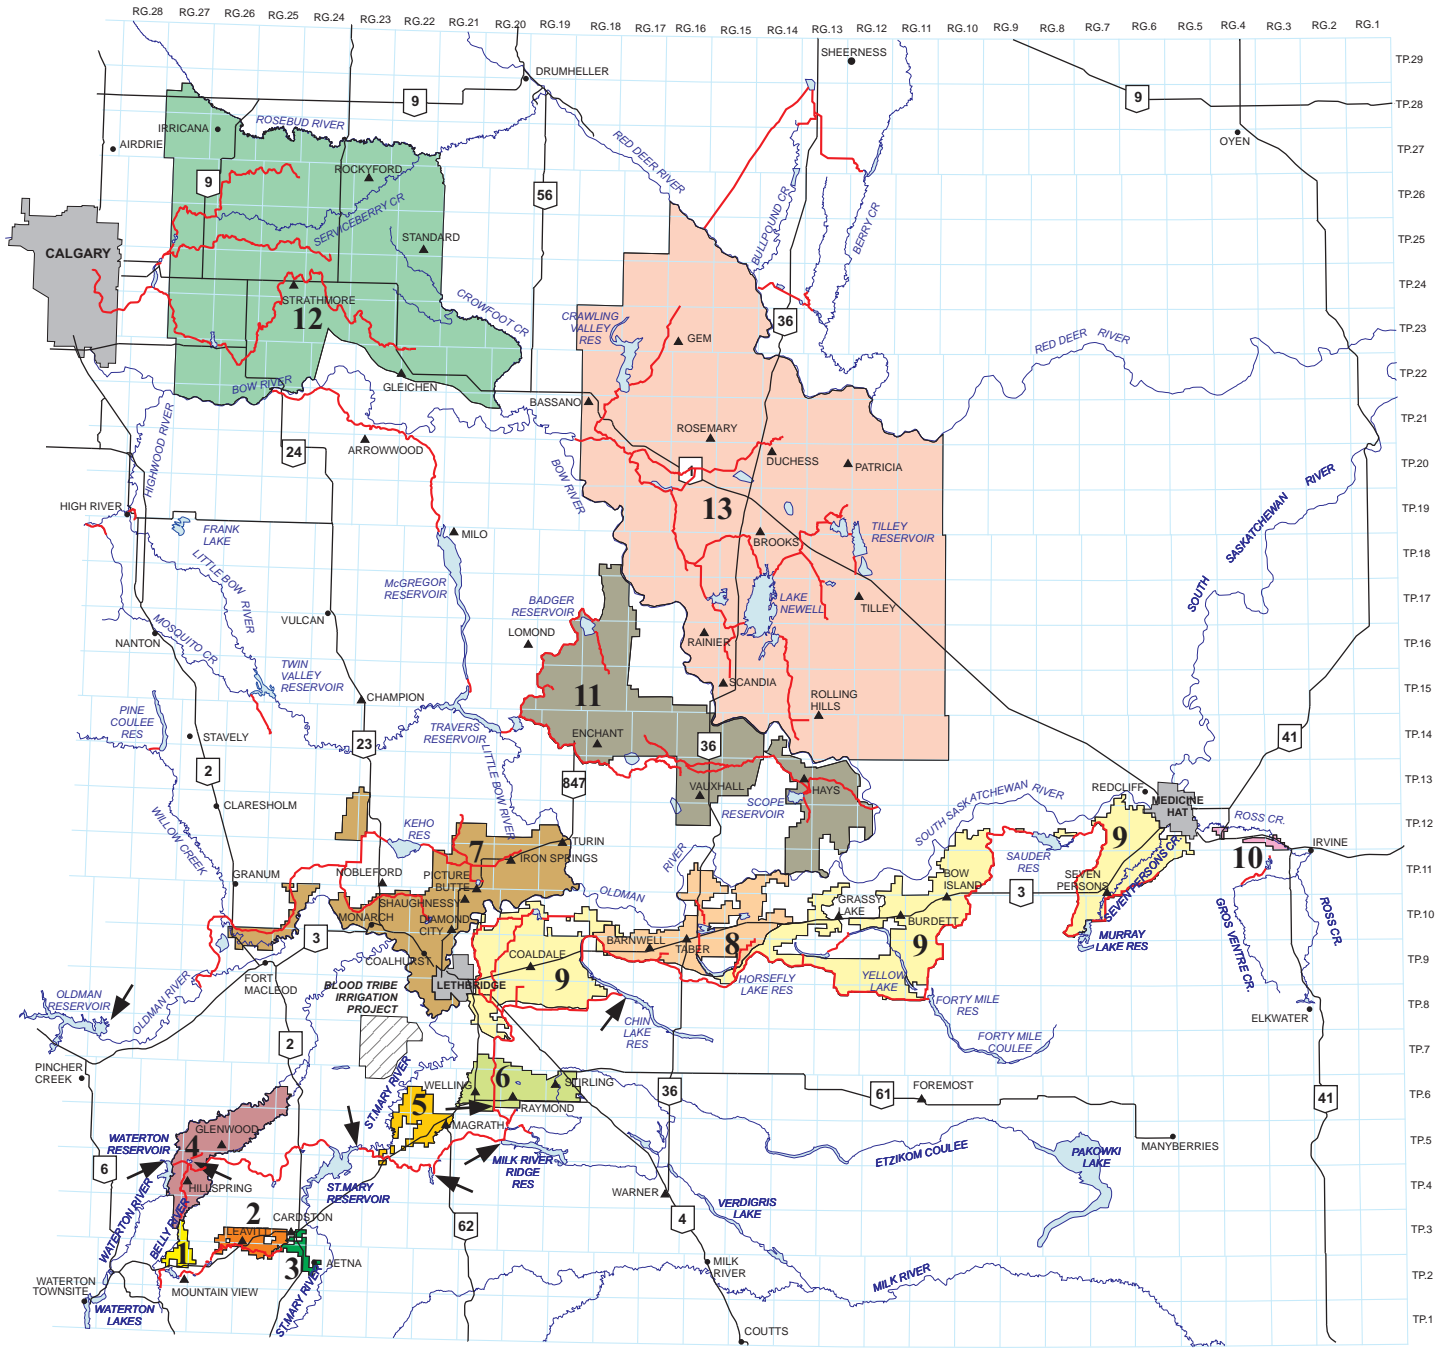 RG.28 RG.27 RG.26 RG.25 RG.24 RG.23 RG.22 RG.21 RG.20 RG.19 RG.18 RG.17 RG.16 RG.15 RG.14 RG.13 RG.12 RG.11 RG.10 RG.9 RG.8 RG.7 RG.6 RG.5 RG.4 RG.3 RG.2 RG.1
SHEERNESS
TP.29
DRUMHELLER
9
9
TP.28
ROSEBUD RIVER
IRRICANA
AIRDRIE
RED DEER RIVER
OYEN
TP.27
ROCKYFORD
9
56
BULLPOUND CR
BERRY CR
TP.26
SERVICEBERRY CR
STANDARD
CALGARY
TP.25
STRATHMORE
12
CROWFOOT CR
TP.24
CRAWLING
VALLEY
RES
GEM
36
RED DEER RIVER
TP.23
BOW RIVER
GLEICHEN
BASSANO
TP.22
HIGHWOOD RIVER
24
ARROWWOOD
BOW RIVER
ROSEMARY
DUCHESS
PATRICIA
TP.21
1
TP.20
HIGH RIVER
FRANK
LAKE
MILO
13
BROOKS
TILLEY
RESERVOIR
SOUTH SASKATCHEWAN RIVER
TP.19
LITTLE BOW RIVER
McGREGOR
RESERVOIR
TP.18
BADGER
RESERVOIR
LAKE
NEWELL
TILLEY
TP.17
VULCAN
MOSQUITO CR
NANTON
LOMOND
RAINIER
TP.16
TWIN
VALLEY
RESERVOIR
CHAMPION
11
SCANDIA
ROLLING
HILLS
TP.15
PINE
COULEE
RES
STAVELY
23
TRAVERS
RESERVOIR
LITTLE BOW RIVER
ENCHANT
36
41
TP.14
2
847
VAUXHALL
HAYS
SCOPE
RESERVOIR
REDCLIFF
MEDICINE
HAT
TP.13
CLARESHOLM
WILLOW CREEK
KEHO
RES
SOUTH SASKATCHEWAN RIVER
ROSS CR.
TP.12
7
TURIN
IRON SPRINGS
RIVER
SAUDER
RES
9
10
IRVINE
GRANUM
NOBLEFORD
PICTURE
BUTTE
OLDMAN
BOW
ISLAND
3
SEVEN
PERSONS
SEVEN PERSONS CR.
TP.11
SHAUGHNESSY
MONARCH
DIAMOND
CITY
GRASSY
LAKE
BURDETT
GROS VENTRE CR.
ROSS CR.
TP.10
3
COALHURST
COALDALE
BARNWELL
TABER
8
9
MURRAY
LAKE RES
FORT
MACLEOD
9
HORSEFLY
LAKE RES
YELLOW
LAKE
TP.9
OLDMAN
RESERVOIR
OLDMAN RIVER
BLOOD TRIBE
IRRIGATION
PROJECT
LETHBRIDGE
CHIN
LAKE
RES
FORTY MILE
RES
ELKWATER
TP.8
2
FORTY MILE
COULEE
TP.7
PINCHER
CREEK
ST.MARY RIVER
WELLING
6
STIRLING
36
61
FOREMOST
41
TP.6
5
RAYMOND
MAGRATH
GLENWOOD
WATERTON
RESERVOIR
4
MILK RIVER
RIDGE
RES
ETZIKOM COULEE
PAKOWKI
LAKE
MANYBERRIES
TP.5
6
HILLSPRING
ST.MARY
RESERVOIR
WARNER
VERDIGRIS
LAKE
TP.4
WATERTON RIVER
BELLY RIVER
2
CARDSTON
LEAVITT
62
4
TP.3
1
3
AETNA
MILK
RIVER
MILK RIVER
TP.2
WATERTON
TOWNSITE
MOUNTAIN VIEW
WATERTON
LAKES
ST.MARY RIVER
COUTTS
TP.1